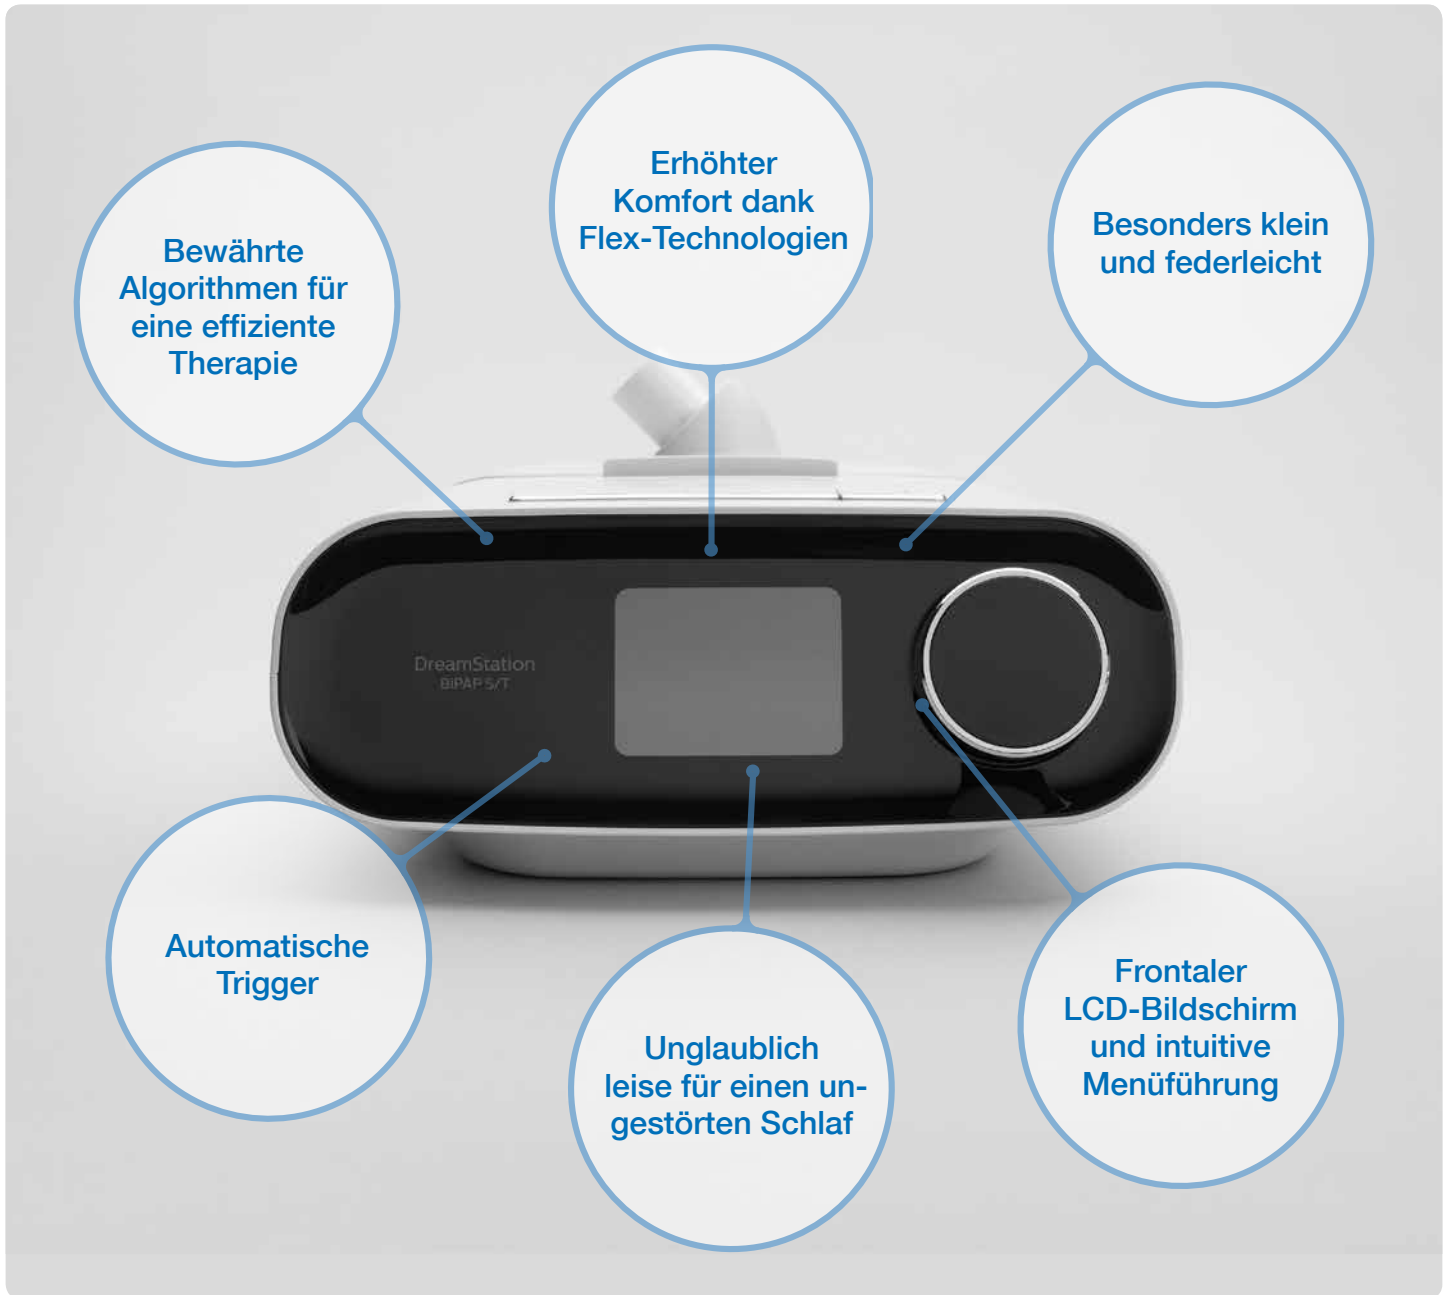 Erhöhter
Komfort dank
Flex-Technologien
Besonders klein
und federleicht
Bewährte
Algorithmen für
eine effiziente
Therapie
DreamStation
BiPAP S/T
Automatische
Trigger
Frontaler
LCD-Bildschirm
und intuitive
Menüführung
Unglaublich
leise für einen un-
gestörten Schlaf